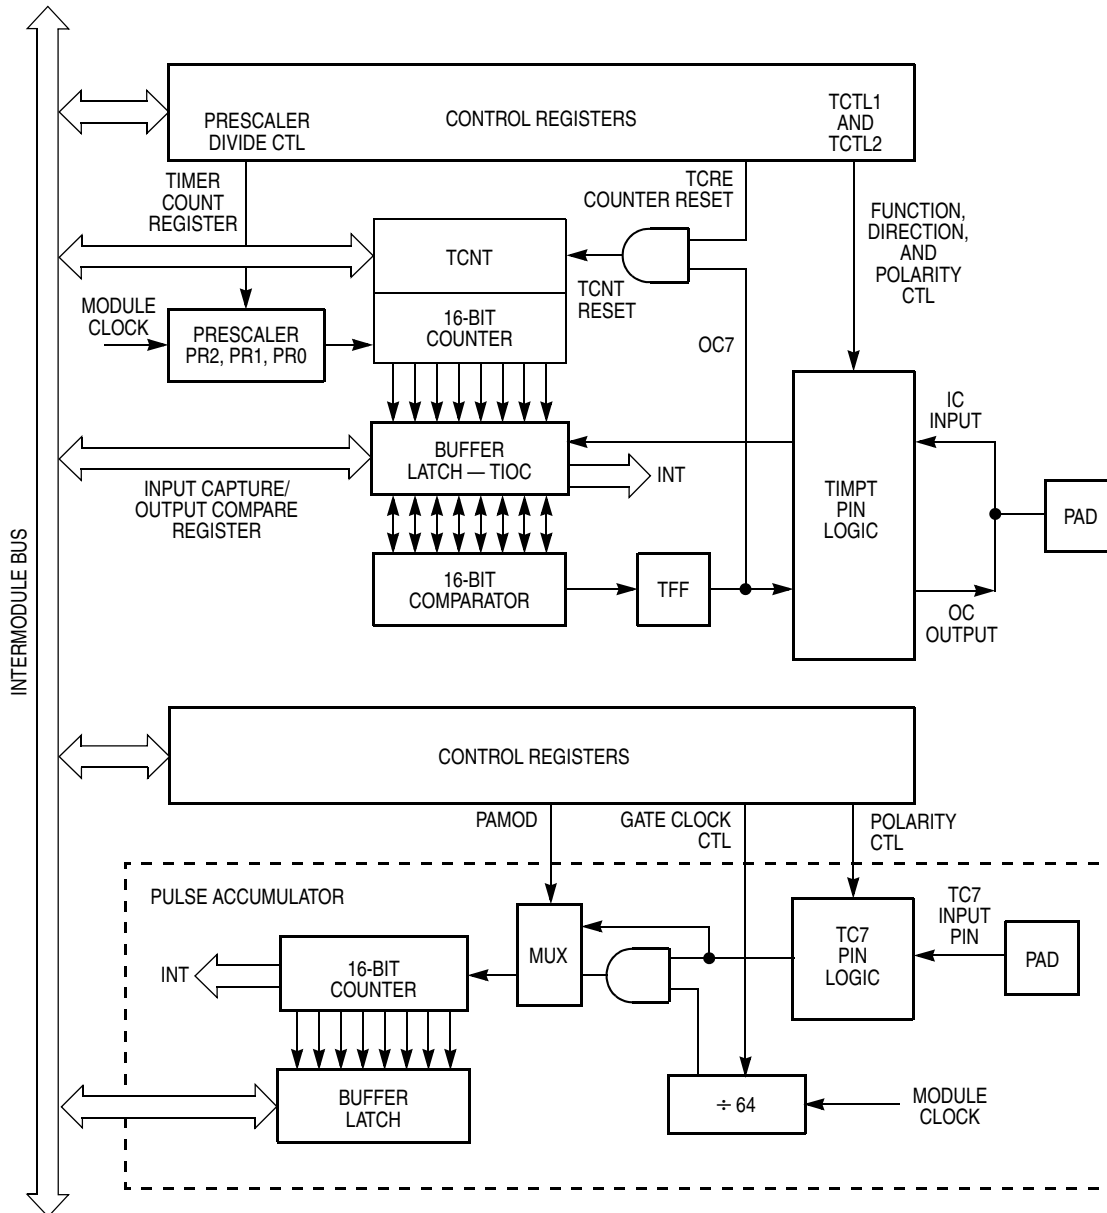 INTERMODULE BUS
PRESCALER
DIVIDE CTL
CONTROL REGISTERS
TCTL1
AND
TCTL2
TIMER
COUNT
REGISTER
TCRE
COUNTER RESET
FUNCTION,
DIRECTION,
AND
POLARITY
CTL
TCNT
TCNT
RESET
MODULE
CLOCK
PRESCALER
PR2, PR1, PR0
16-BIT
COUNTER
OC7
BUFFER
LATCH — TIOC
INT
INPUT CAPTURE/
OUTPUT COMPARE
REGISTER
TIMPT
PIN
LOGIC
IC
INPUT
PAD
16-BIT
COMPARATOR
TFF
OC
OUTPUT
CONTROL REGISTERS
PAMOD
GATE CLOCK
CTL
POLARITY
CTL
PULSE ACCUMULATOR
INT
16-BIT
COUNTER
MUX
TC7
PIN
LOGIC
TC7
INPUT
PIN
PAD
BUFFER
LATCH
÷ 64
MODULE
CLOCK